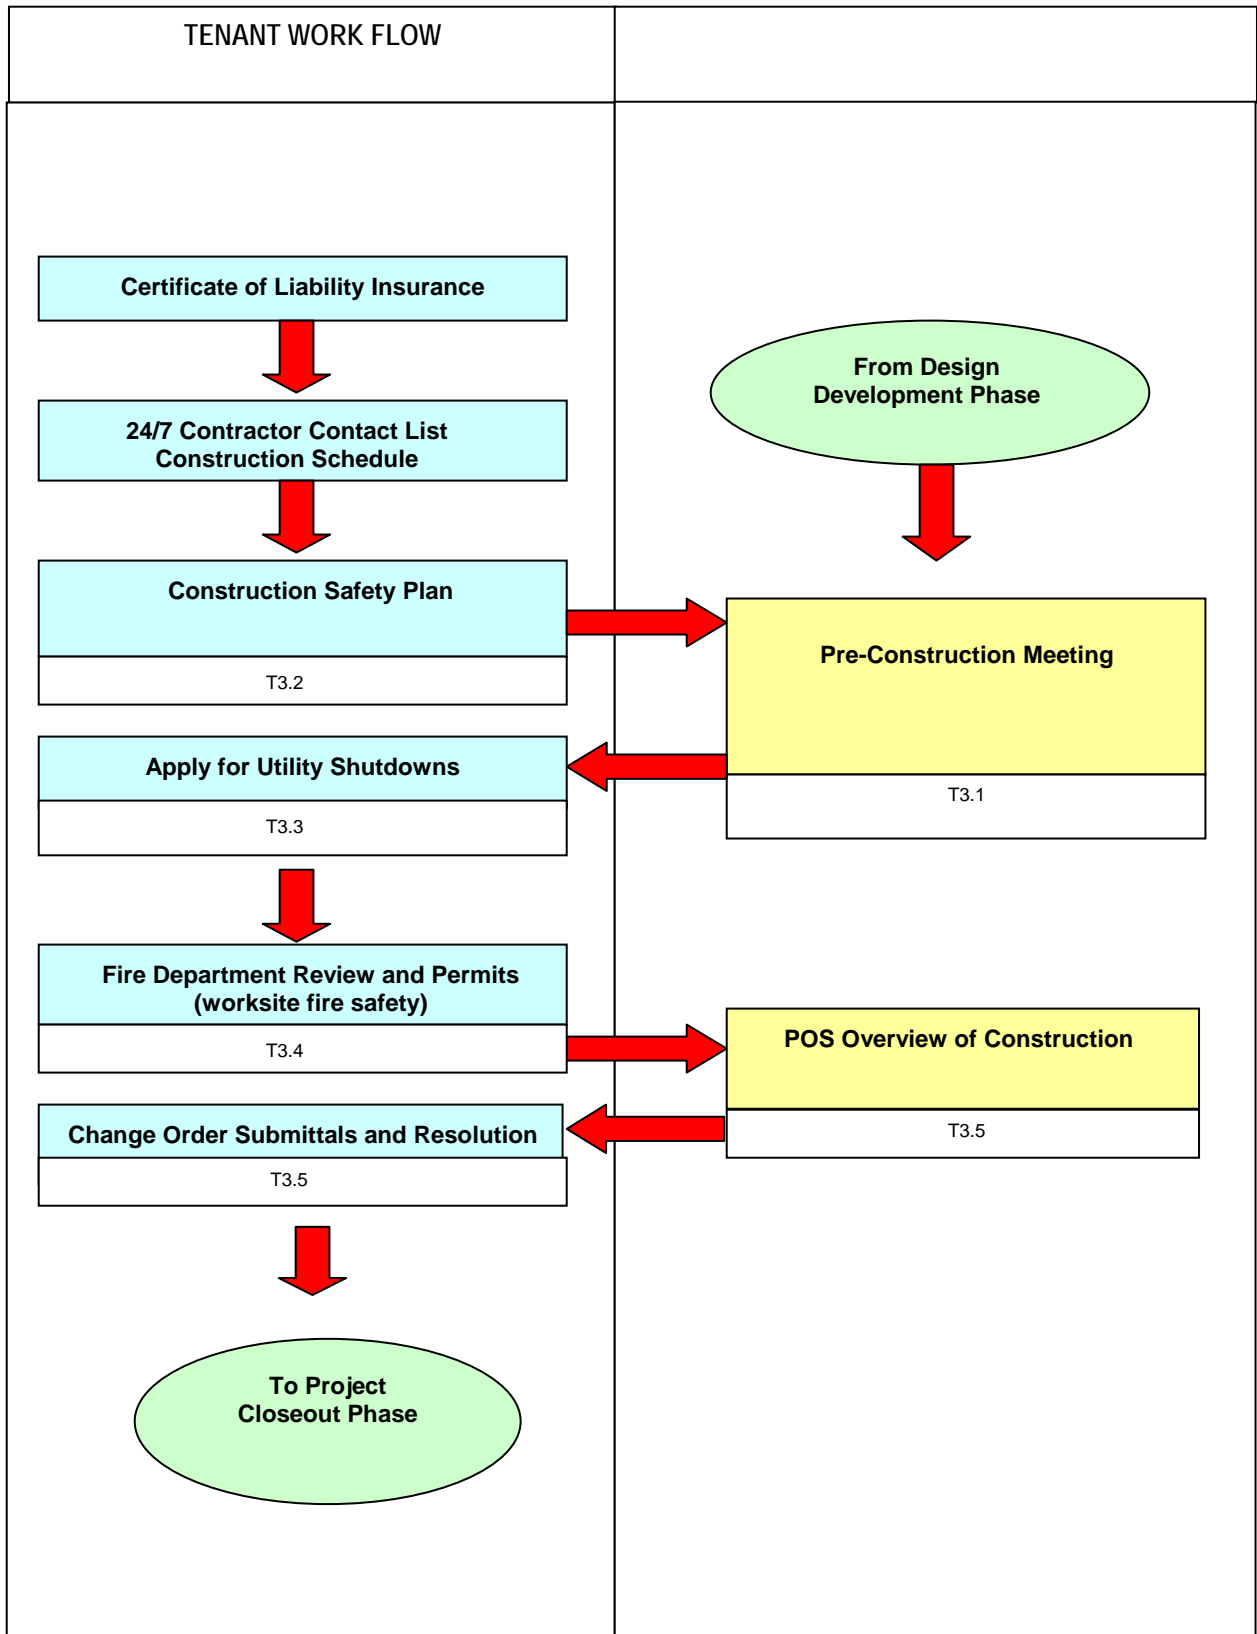 TENANT WORK FLOW
Certificate of Liability Insurance
24/7 Contractor Contact List
Construction Schedule
Construction Safety Plan
T3.2
Apply for Utility Shutdowns
T3.3
Fire Department Review and Permits
(worksite fire safety)
T3.4
Change Order Submittals and Resolution
T3.5
To Project
Closeout Phase
From Design
Development Phase
Pre-Construction Meeting
T3.1
POS Overview of Construction
T3.5